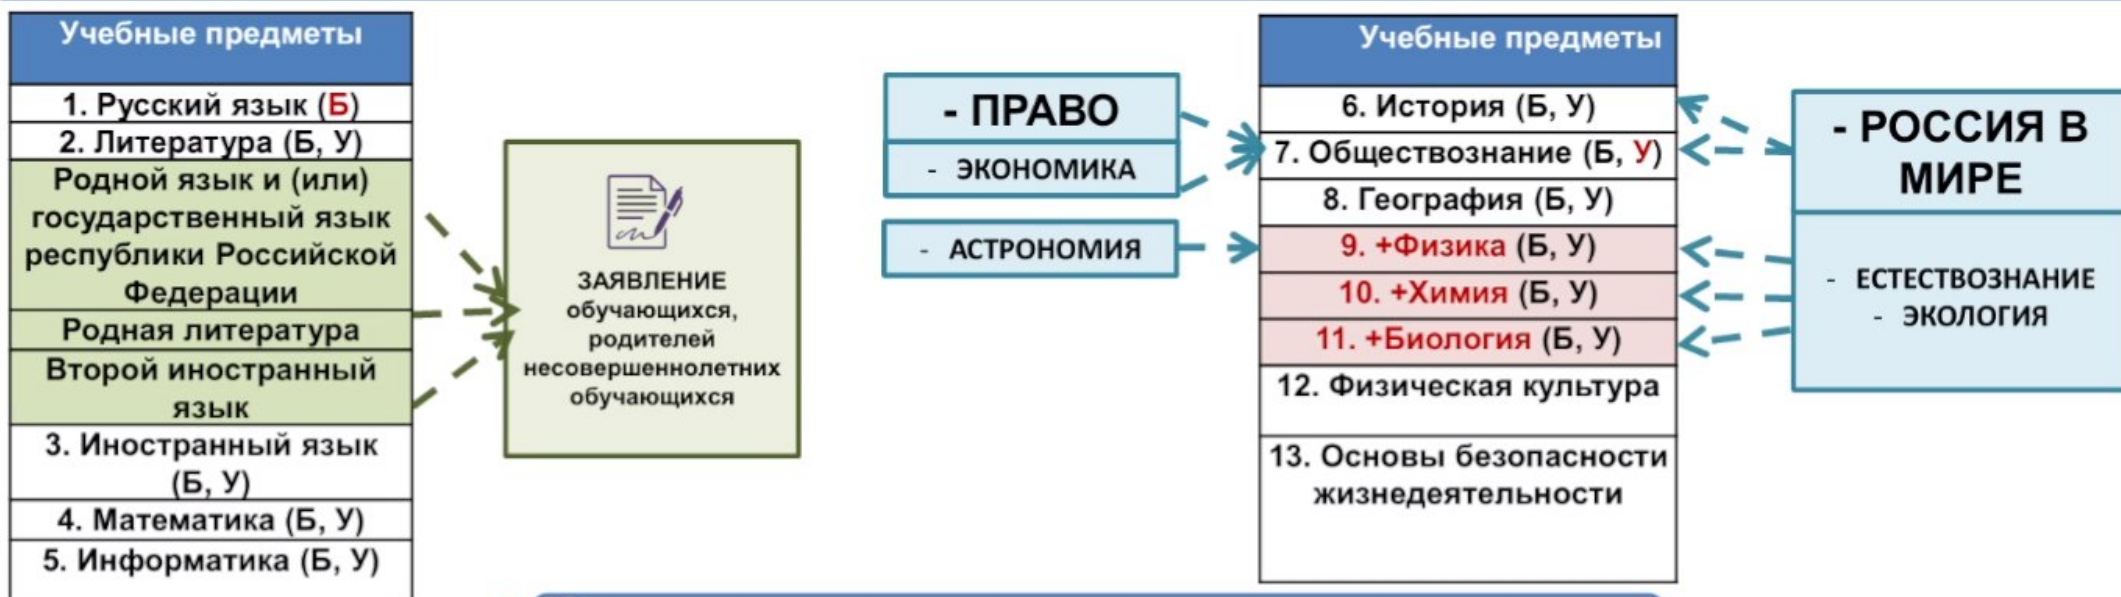 Учебные предметы
1. Русский язык (Б)
2. Литература (Б, У)
Родной язык и (или)
государственный язык
республики Российской
Федерации
Родная литература
Второй иностранный
язык
3. Иностранный язык
(Б, У)
4. Математика (Б, У)
5. Информатика (Б, У)
ЗАЯВЛЕНИЕ
обучающихся,
родителей
несовершеннолетних
обучающихся
- ПРАВО
- ЭКОНОМИКА
- АСТРОНОМИЯ
Учебные предметы
6. История (Б, У)
7. Обществознание (Б, У)
8. География (Б, У)
9. +Физика (Б, У)
10. +Химия (Б, У)
11. +Биология (Б, У)
12. Физическая культура
13. Основы безопасности
жизнедеятельности
- РОССИЯ В
МИРЕ
- ЕСТЕСТВОЗНАНИЕ
- ЭКОЛОГИЯ